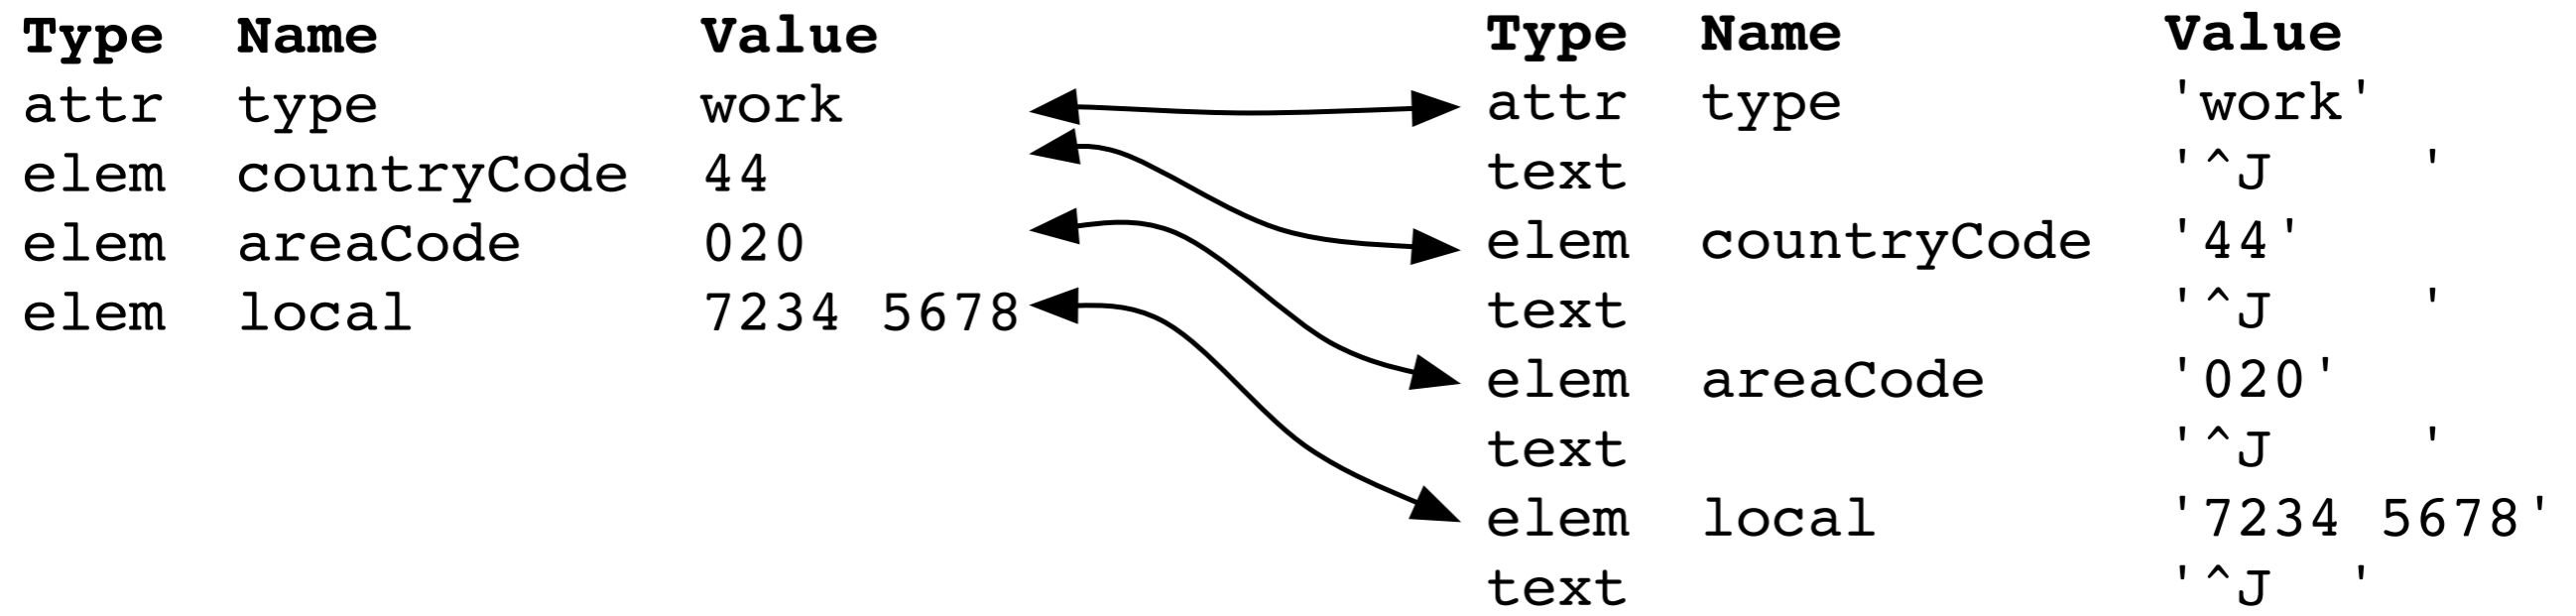 Type  Name         Value
attr  type         work
elem  countryCode  44
elem  areaCode     020
elem  local        7234 5678
Type  Name         Value
attr  type         'work'
text               '^J    '
elem  countryCode  '44'
text               '^J    '
elem  areaCode     '020'
text               '^J    '
elem  local        '7234 5678'
text               '^J  '